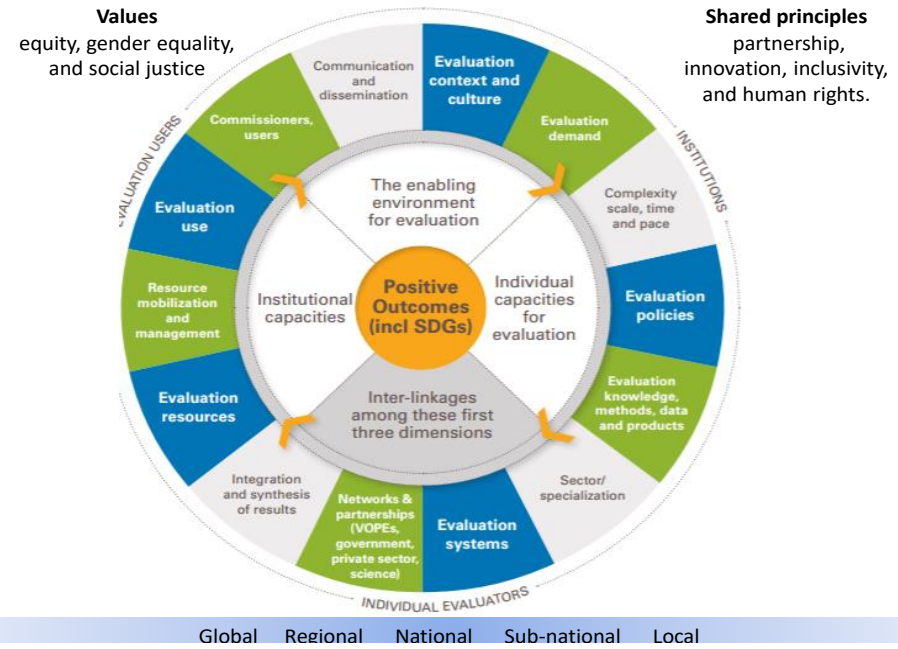 Values
equity, gender equality,
and social justice
Shared principles
partnership,
innovation, inclusivity,
and human rights.
EVALUATION USERS
INSTITUTIONS
INDIVIDUAL EVALUATORS
Communication
and
dissemination
Evaluation
context and
culture
Evaluation
demand
Complexity
scale, time
and pace
Evaluation
policies
Evaluation
knowledge,
methods, data
and products
Sector/
specialization
Evaluation
systems
Networks &
partnerships
(VOPEs,
government,
private sector,
science)
Integration
and synthesis
of results
Evaluation
resources
Resource
mobilization
and
management
Evaluation
use
Commissioners,
users
The enabling
environment
for evaluation
Individual
capacities
for
evaluation
Inter-linkages
among these first
three dimensions
Institutional
capacities
Positive
Outcomes
(incl SDGs)
Global Regional National Sub-national Local